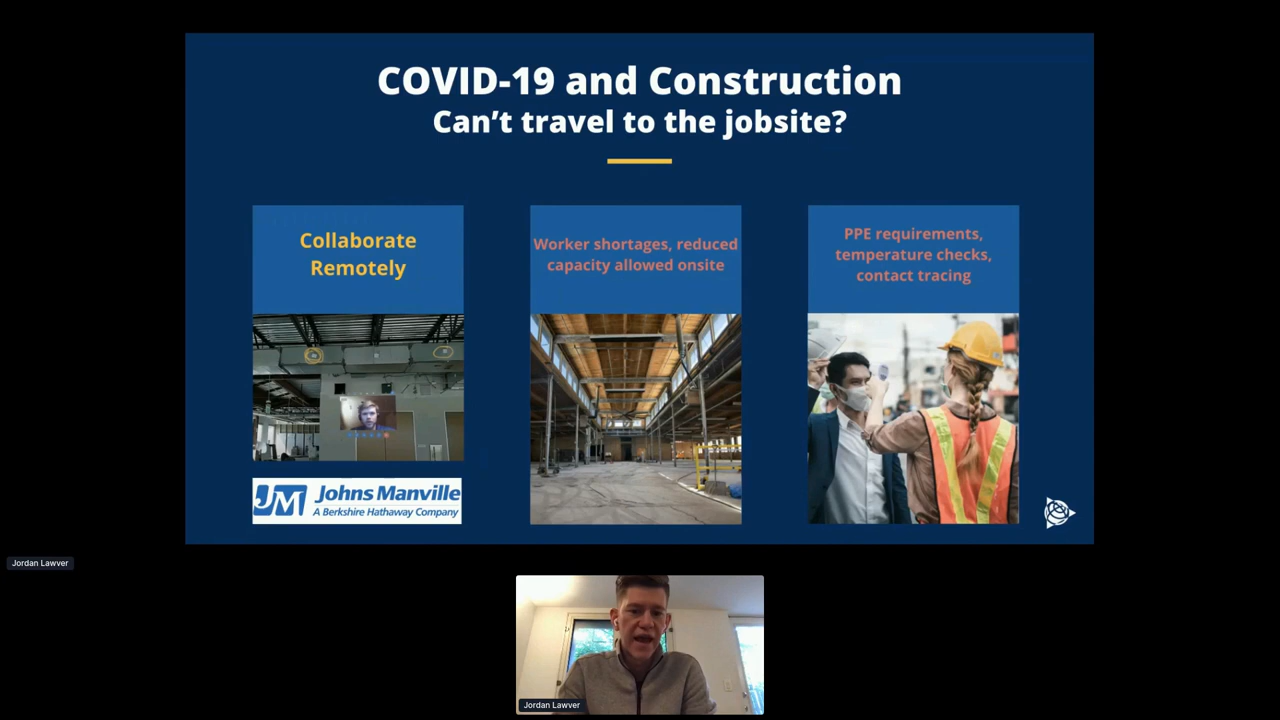 COVID-19 and Construction
Can't travel to the jobsite?
Collaborate
Remotely
Worker shortages, reduced
capacity allowed onsite
PPE requirements,
temperature checks,
contact tracing
JM Johns Manville
A Berkshire Hathaway Company
Jordan Lawver
Jordan Lawver